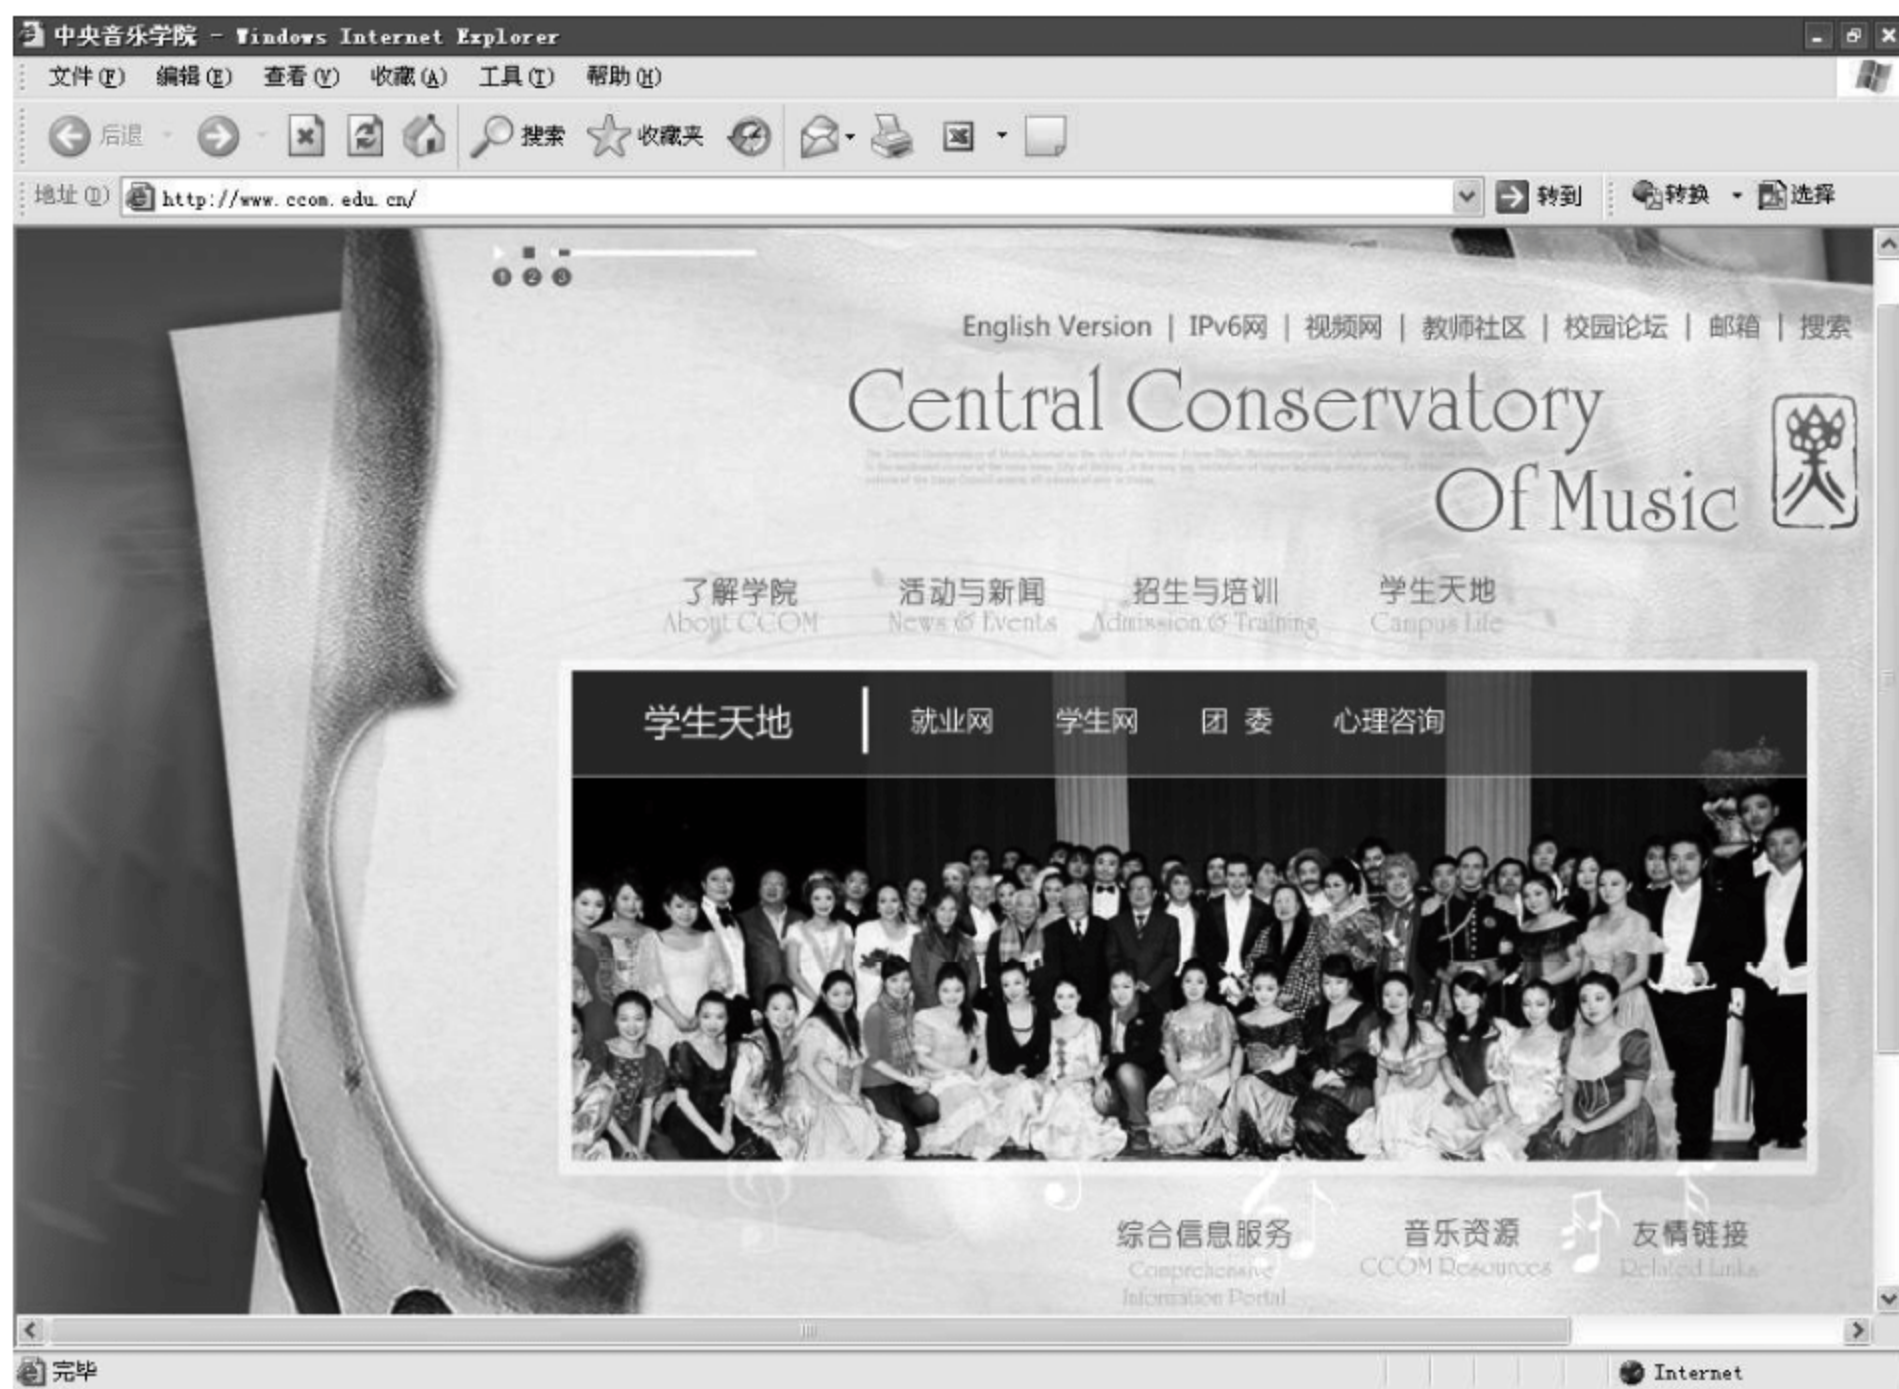 中央音乐学院 - Windows Internet Explorer
文件(F) 编辑(E) 查看(V) 收藏(A) 工具(T) 帮助(H)
后退 搜索 收藏夹
地址(D) http://www.ccom.edu.cn/ 转到 转换 选择
1 2 3
English Version | IPv6网 | 视频网 | 教师社区 | 校园论坛 | 邮箱 | 搜索
Central Conservatory
Of Music
了解学院 活动与新闻 招生与培训 学生天地
About CCOM News & Events Admission & Training Campus Life
学生天地 就业网 学生网 团 委 心理咨询
综合信息服务 音乐资源 友情链接
Comprehensive CCOM Resources Related Links
Information Portal
完毕 Internet